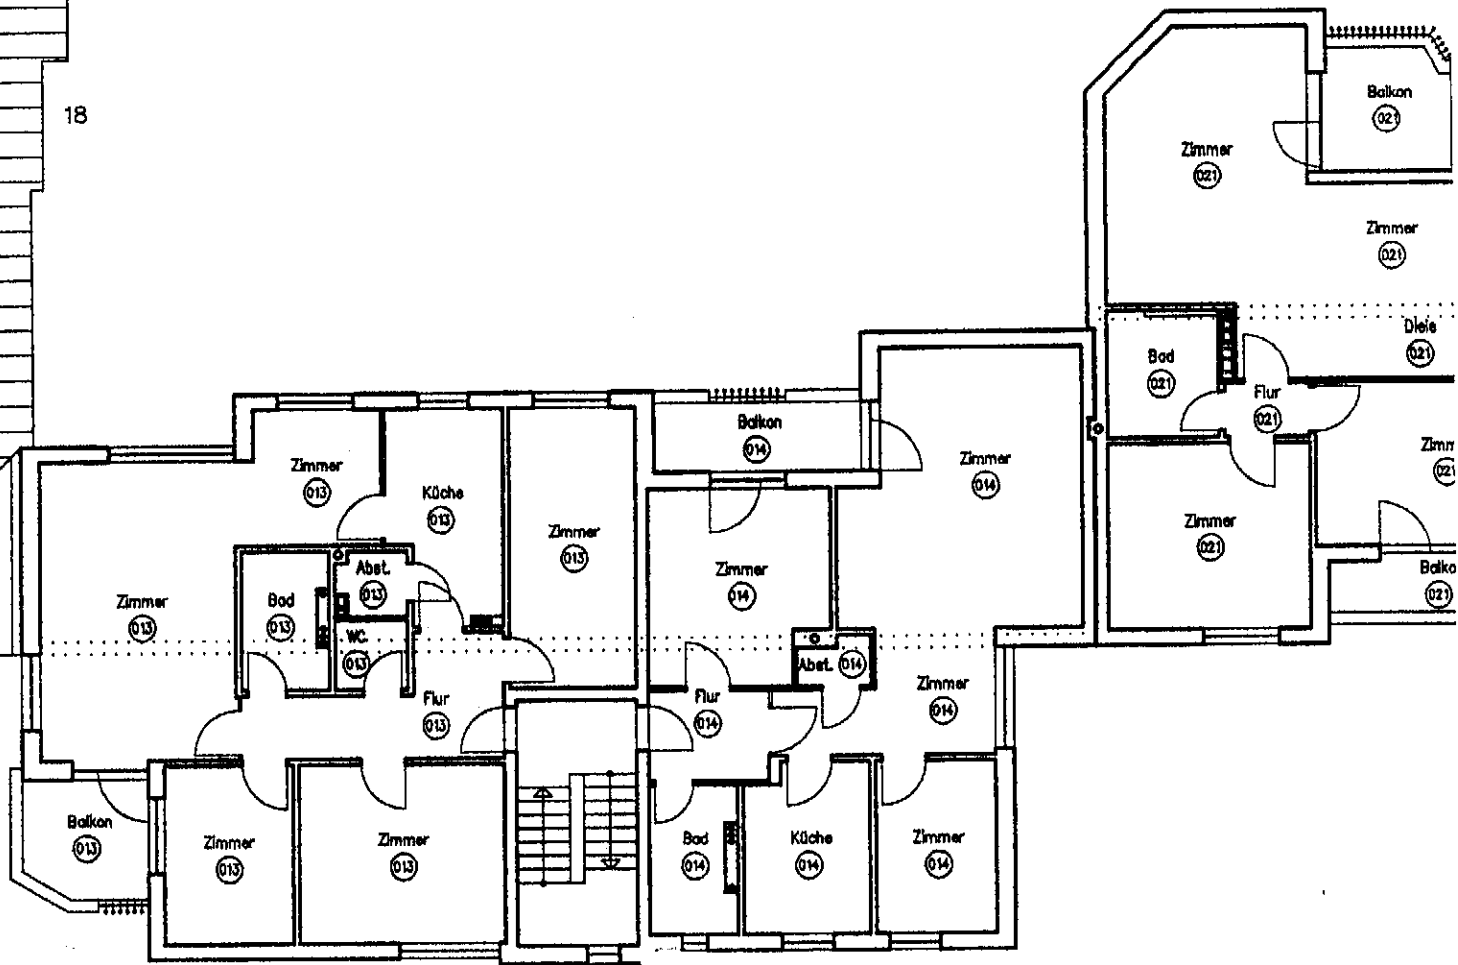 18
Balkon
021
Zimmer
021
Zimmer
021
Diele
021
Bad
021
Flur
021
Zimm
021
Zimmer
021
Balko
021
Balkon
014
Zimmer
014
Zimmer
014
Abst. 014
Zimmer
014
Flur
014
Bad
014
Küche
014
Zimmer
014
Zimmer
013
Küche
013
Zimmer
013
Abst.
013
Zimmer
013
Bad
013
WC.
013
Flur
013
Balkon
013
Zimmer
013
Zimmer
013